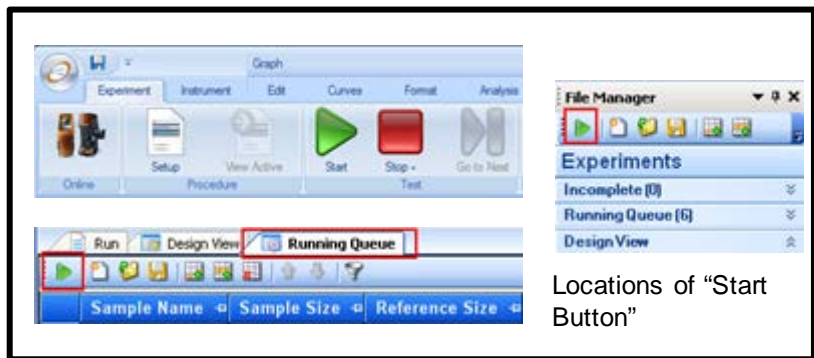 Graph
Experiment Instrument Edit Curves Format Analysis
Setup View Active Start Stop Go to Next
Online Procedure Test
Run Design View Running Queue
Sample Name Sample Size Reference Size
File Manager
Experiments
Incomplete (0)
Running Queue (6)
Design View
Locations of “Start
Button”